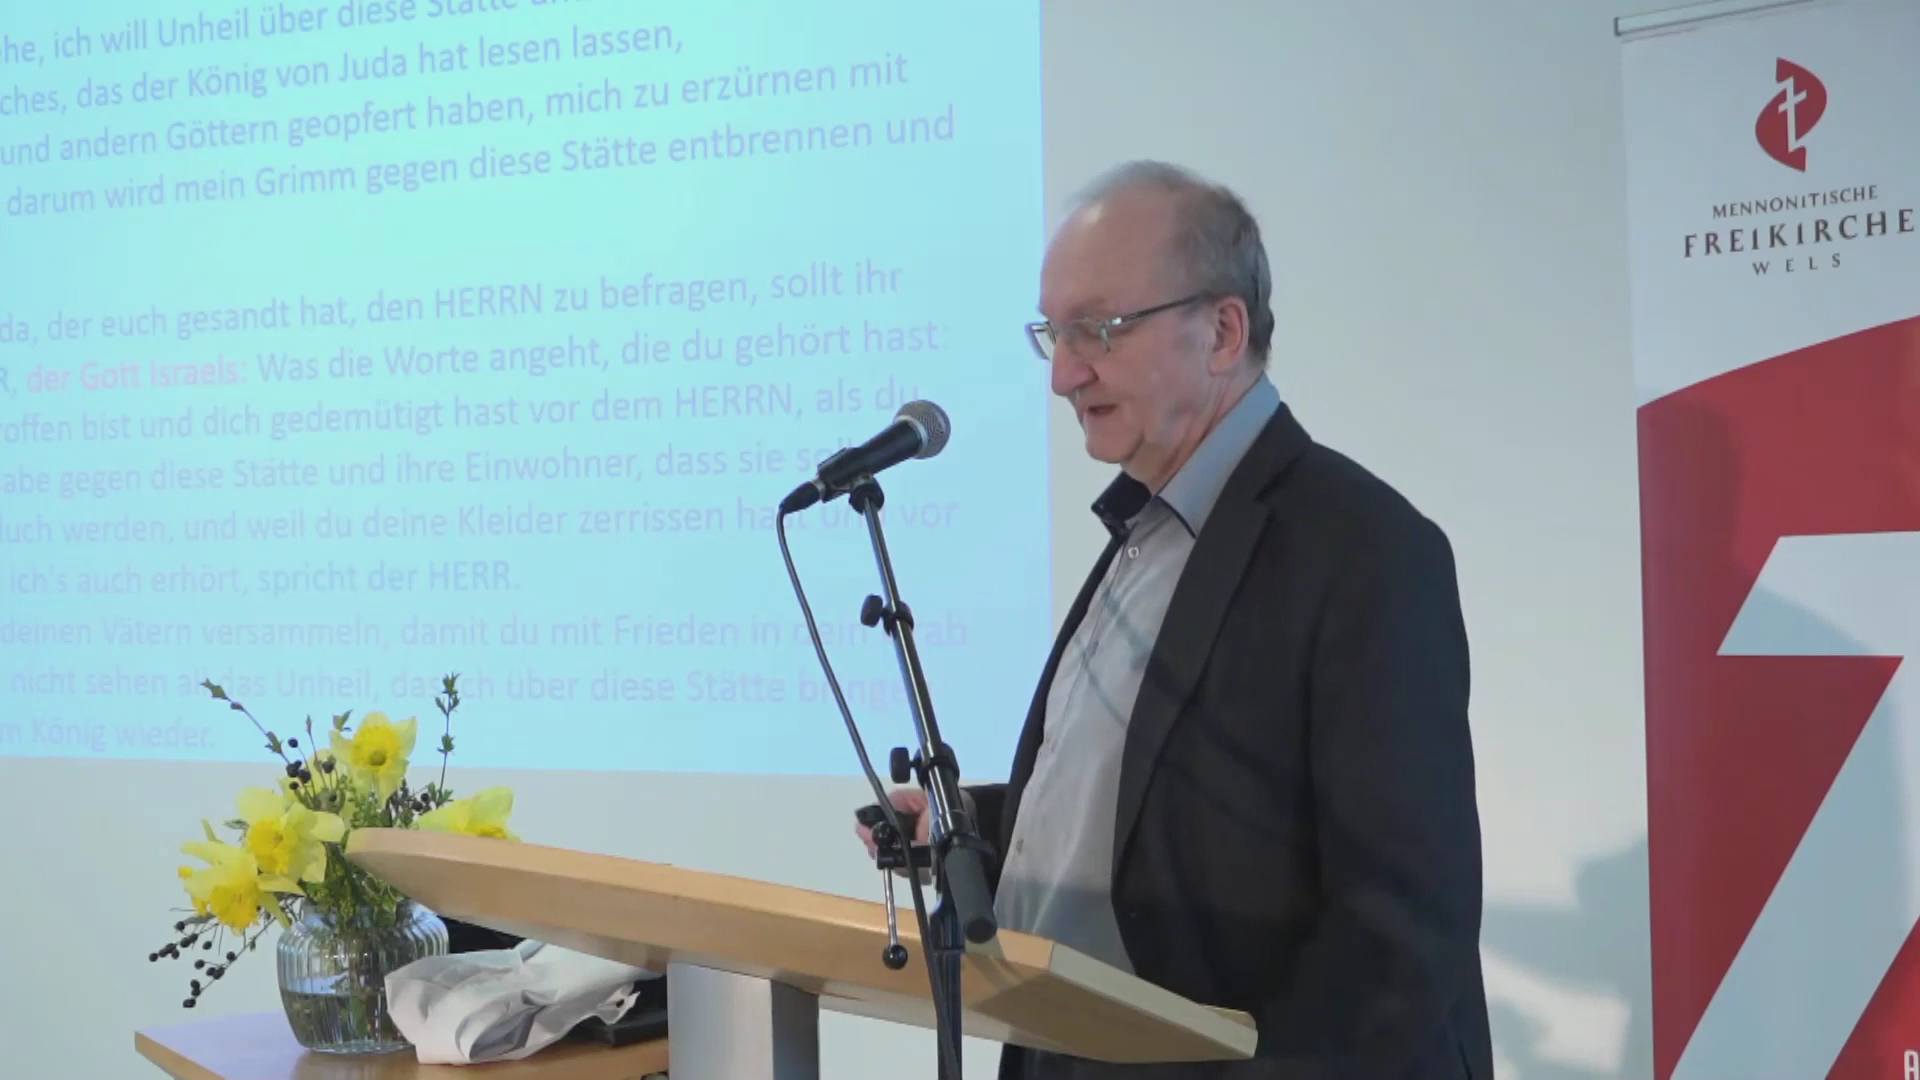 he, ich will Unheil über diese Stätte
ches, das der König von Juda hat lesen lassen,
und andern Göttern geopfert haben, mich zu erzürnen mit
darum wird mein Grimm gegen diese Stätte entbrennen und
da, der euch gesandt hat, den HERRN zu befragen, sollt ihr
R, der Gott Israels: Was die Worte angeht, die du gehört hast:
roffen bist und dich gedemütigt hast vor dem HERRN, als du
abe gegen diese Stätte und ihre Einwohner, dass sie
luch werden, und weil du deine Kleider zerrissen hast und vor
ich's auch erhört, spricht der HERR.
deinen Vätern versammeln, damit du mit Frieden in dein Grab
nicht sehen all das Unheil, das ich über diese Stätte bringe
m König wieder.
MENNONITISCHE
FREIKIRCHE
WELS